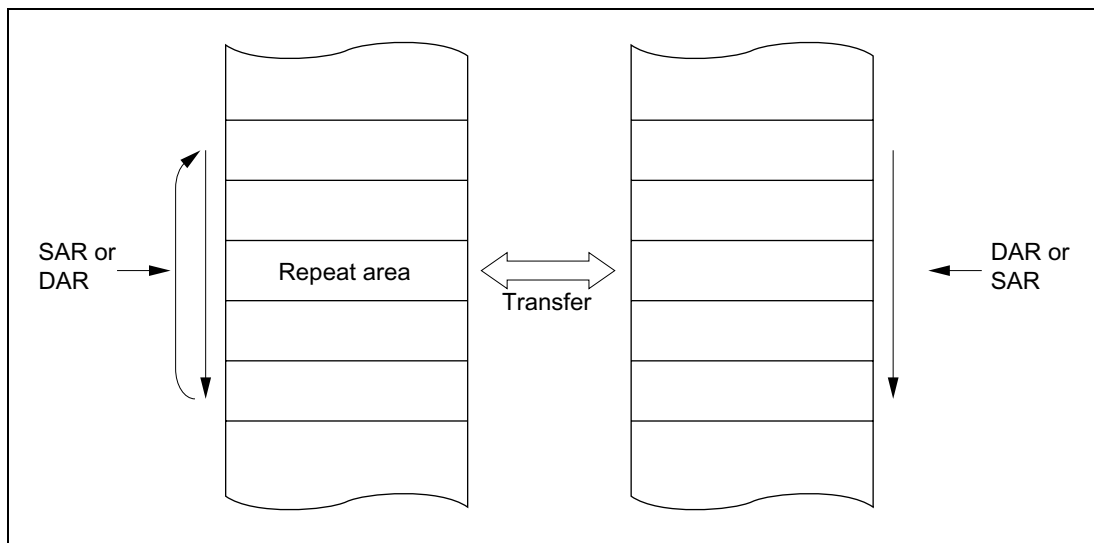 SAR or
DAR
Repeat area
Transfer
DAR or
SAR